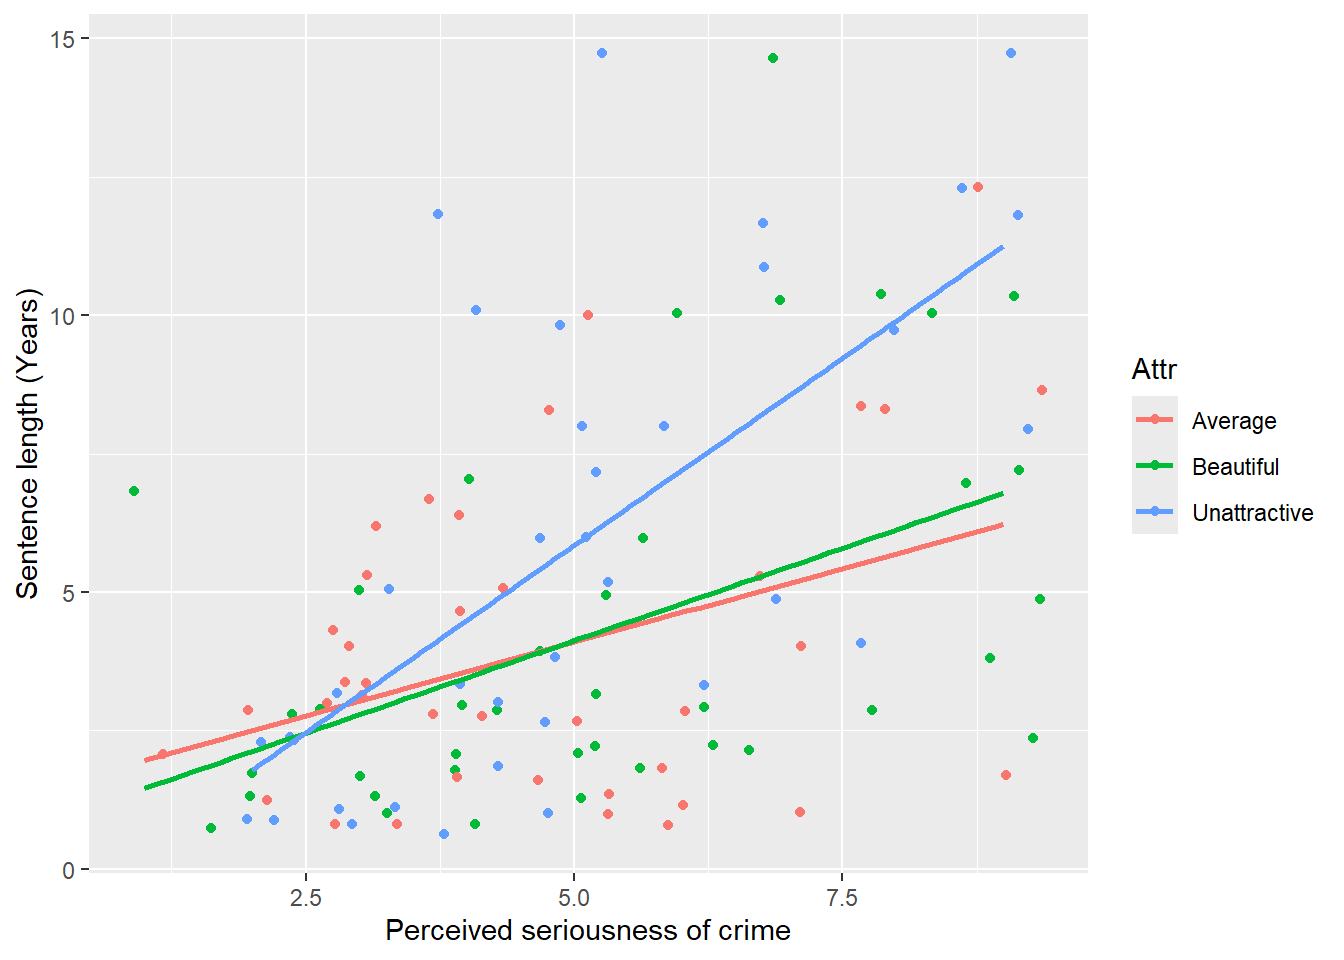 15
10
5
0
Sentence length (Years)
2.5
5.0
7.5
Perceived seriousness of crime
Attr
Average
Beautiful
Unattractive